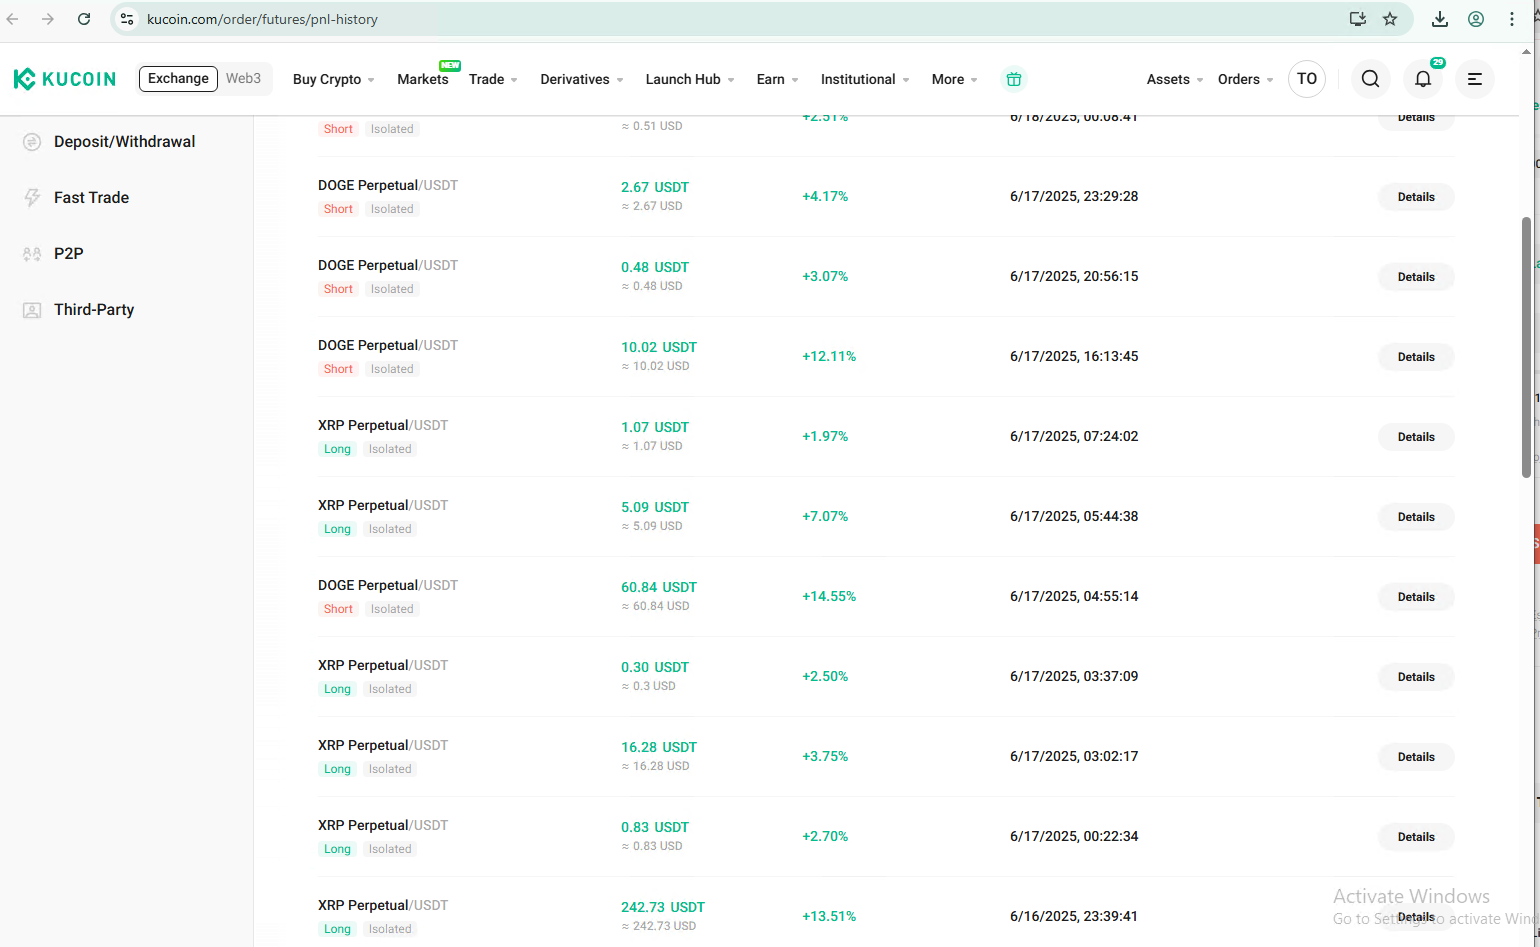 kucoin.com/order/futures/pnl-history
KUCOIN Exchange Web3 Buy Crypto Markets NEW Trade Derivatives Launch Hub Earn Institutional More Assets Orders TO 29
Deposit/Withdrawal
Fast Trade
P2P
Third-Party
+2.51% 6/18/2025, 00:08:41 Details
Short Isolated ≈ 0.51 USD
DOGE Perpetual/USDT 2.67 USDT
+4.17% 6/17/2025, 23:29:28 Details
Short Isolated ≈ 2.67 USD
DOGE Perpetual/USDT 0.48 USDT
+3.07% 6/17/2025, 20:56:15 Details
Short Isolated ≈ 0.48 USD
DOGE Perpetual/USDT 10.02 USDT
+12.11% 6/17/2025, 16:13:45 Details
Short Isolated ≈ 10.02 USD
XRP Perpetual/USDT 1.07 USDT
+1.97% 6/17/2025, 07:24:02 Details
Long Isolated ≈ 1.07 USD
XRP Perpetual/USDT 5.09 USDT
+7.07% 6/17/2025, 05:44:38 Details
Long Isolated ≈ 5.09 USD
DOGE Perpetual/USDT 60.84 USDT
+14.55% 6/17/2025, 04:55:14 Details
Short Isolated ≈ 60.84 USD
XRP Perpetual/USDT 0.30 USDT
+2.50% 6/17/2025, 03:37:09 Details
Long Isolated ≈ 0.3 USD
XRP Perpetual/USDT 16.28 USDT
+3.75% 6/17/2025, 03:02:17 Details
Long Isolated ≈ 16.28 USD
XRP Perpetual/USDT 0.83 USDT
+2.70% 6/17/2025, 00:22:34 Details
Long Isolated ≈ 0.83 USD
XRP Perpetual/USDT 242.73 USDT
+13.51% 6/16/2025, 23:39:41 Details
Long Isolated ≈ 242.73 USD
Activate Windows
Go to Settings to activate Wind